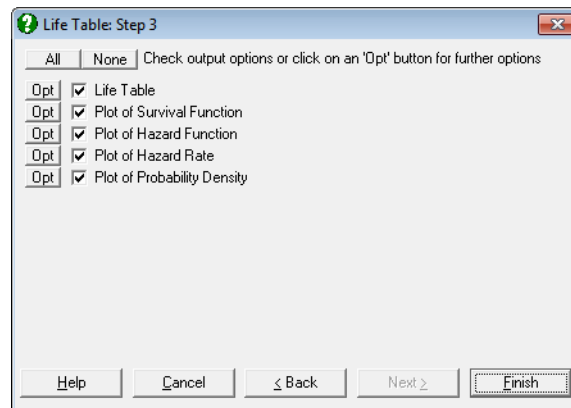 Life Table: Step 3
All None Check output options or click on an 'Opt' button for further options
Opt Life Table
Opt Plot of Survival Function
Opt Plot of Hazard Function
Opt Plot of Hazard Rate
Opt Plot of Probability Density
Help Cancel < Back Next > Finish